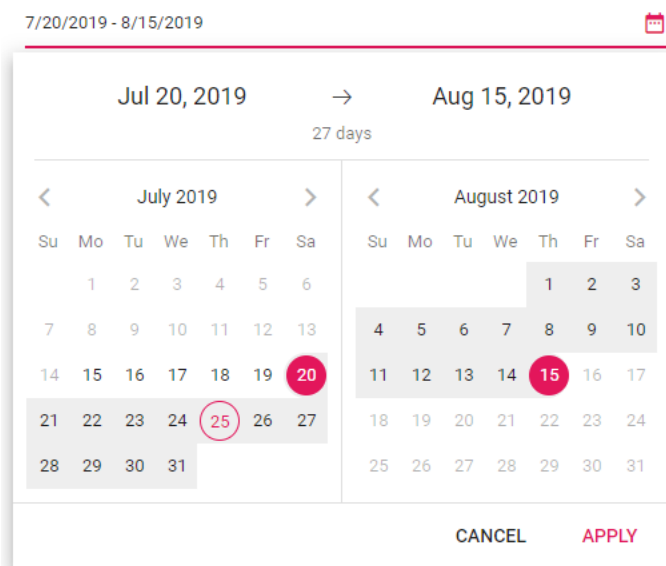 7/20/2019 - 8/15/2019
Jul 20, 2019 → Aug 15, 2019
27 days
July 2019
Su Mo Tu We Th Fr Sa
1 2 3 4 5 6
7 8 9 10 11 12 13
14 15 16 17 18 19 20
21 22 23 24 25 26 27
28 29 30 31
August 2019
Su Mo Tu We Th Fr Sa
1 2 3
4 5 6 7 8 9 10
11 12 13 14 15 16 17
18 19 20 21 22 23 24
25 26 27 28 29 30 31
CANCEL APPLY